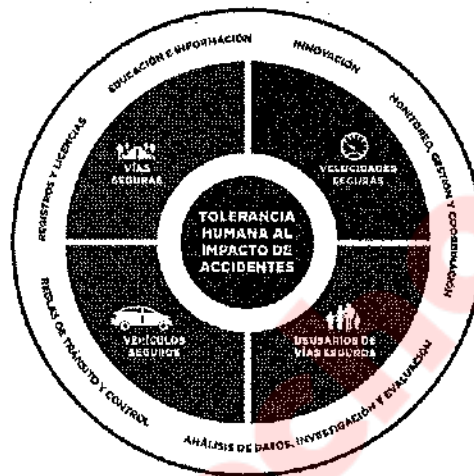 EDUCACIÓN E INFORMACIÓN
INNOVACIÓN
MONITOREO, GESTIÓN Y COORDINACIÓN
ANÁLISIS DE DATOS, INVESTIGACIÓN Y EVALUACIÓN
REGLAS DE TRÁNSITO Y CONTROL
REGISTROS Y LICENCIAS
VÍAS
SEGURAS
VELOCIDADES
SEGURAS
TOLERANCIA
HUMANA AL
IMPACTO DE
ACCIDENTES
VEHÍCULOS
SEGUROS
USUSARIOS DE
VÍAS SEGUROS